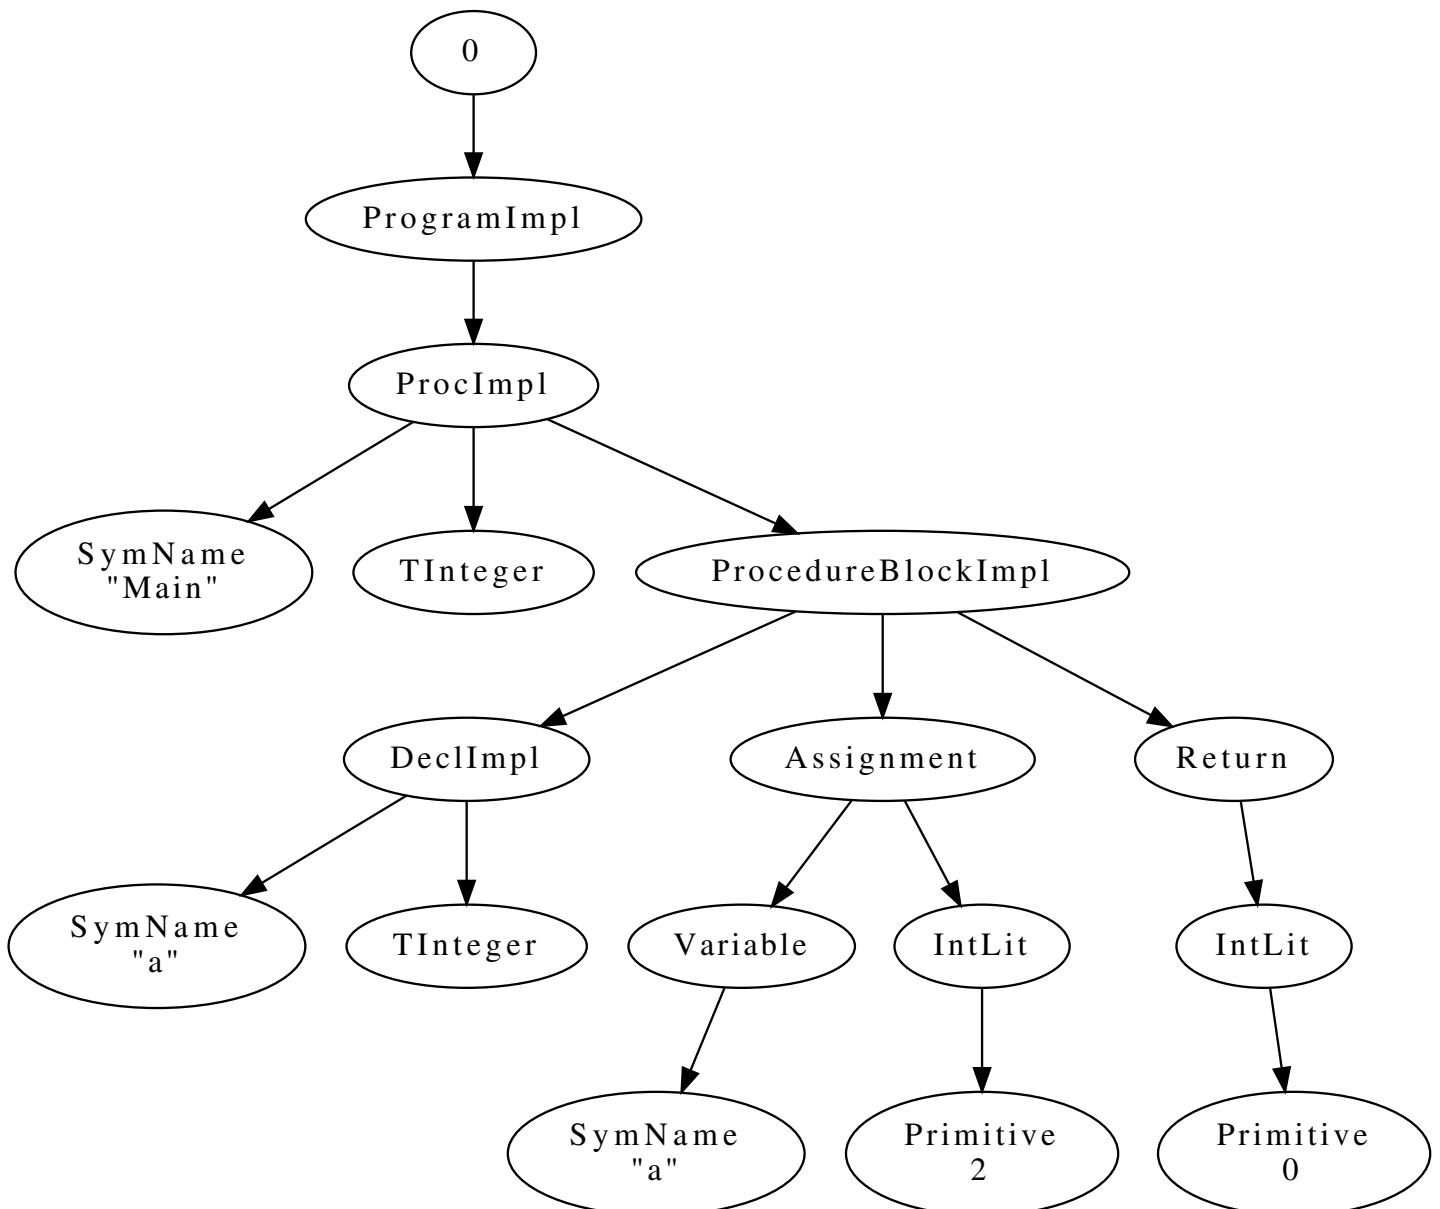 0
ProgramImpl
ProcImpl
SymName
"Main"
TInteger
ProcedureBlockImpl
DeclImpl
Assignment
Return
SymName
"a"
TInteger
Variable
IntLit
IntLit
SymName
"a"
Primitive
2
Primitive
0